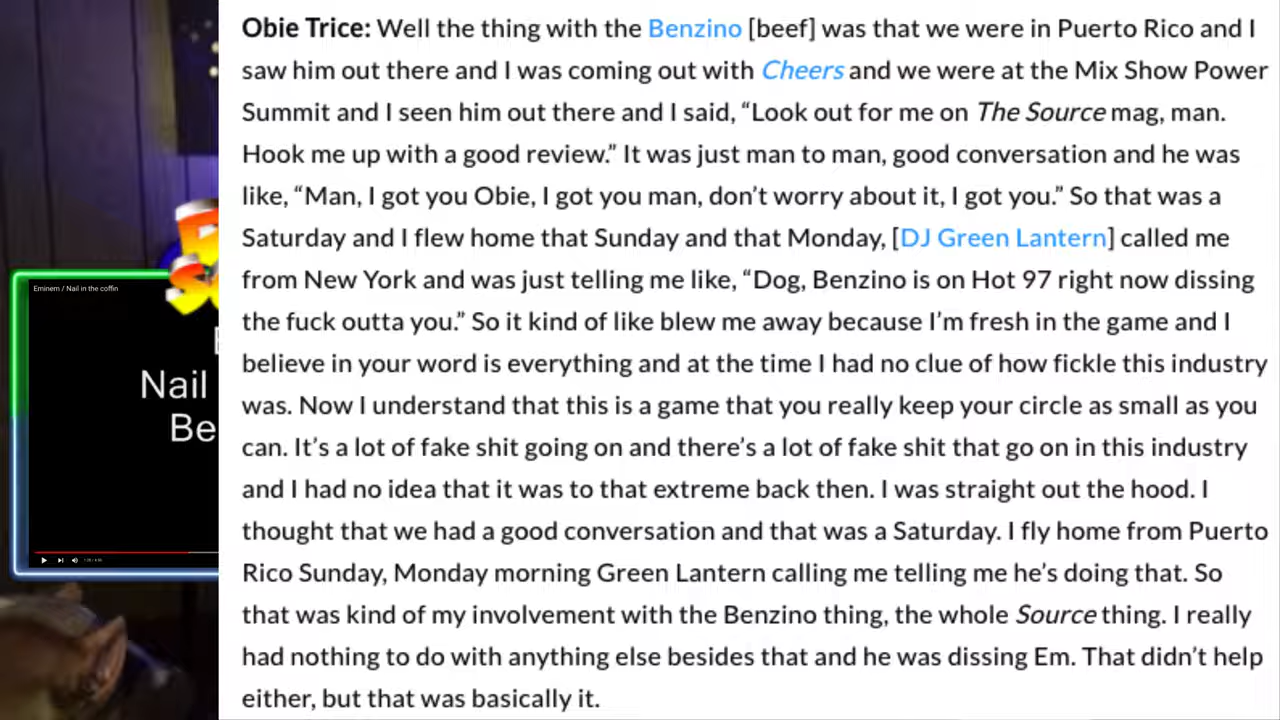 Obie Trice: Well the thing with the Benzino [beef] was that we were in Puerto Rico and I
saw him out there and I was coming out with Cheers and we were at the Mix Show Power
Summit and I seen him out there and I said, “Look out for me on The Source mag, man.
Hook me up with a good review.” It was just man to man, good conversation and he was
like, “Man, I got you Obie, I got you man, don’t worry about it, I got you.” So that was a
Saturday and I flew home that Sunday and that Monday, [DJ Green Lantern] called me
from New York and was just telling me like, “Dog, Benzino is on Hot 97 right now dissing
the fuck outta you.” So it kind of like blew me away because I’m fresh in the game and I
believe in your word is everything and at the time I had no clue of how fickle this industry
was. Now I understand that this is a game that you really keep your circle as small as you
can. It’s a lot of fake shit going on and there’s a lot of fake shit that go on in this industry
and I had no idea that it was to that extreme back then. I was straight out the hood. I
thought that we had a good conversation and that was a Saturday. I fly home from Puerto
Rico Sunday, Monday morning Green Lantern calling me telling me he’s doing that. So
that was kind of my involvement with the Benzino thing, the whole Source thing. I really
had nothing to do with anything else besides that and he was dissing Em. That didn’t help
either, but that was basically it.
Eminem / Nail in the coffin
Nail
Be